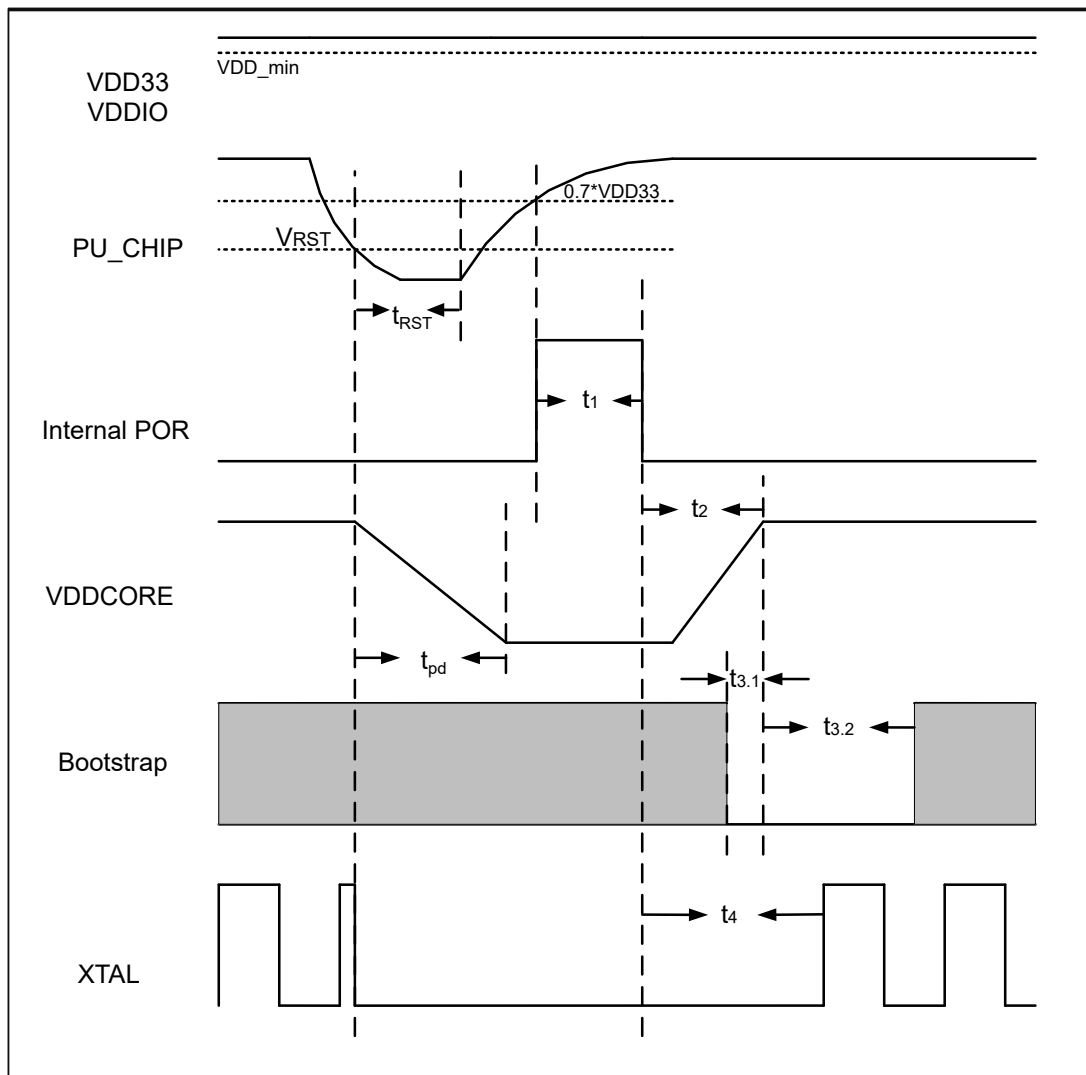 VDD_min
VDD33
VDDIO
0.7*VDD33
VRST
PU_CHIP
tRST
t1
Internal POR
t2
VDDCORE
tpd
t3.1
t3.2
Bootstrap
t4
XTAL